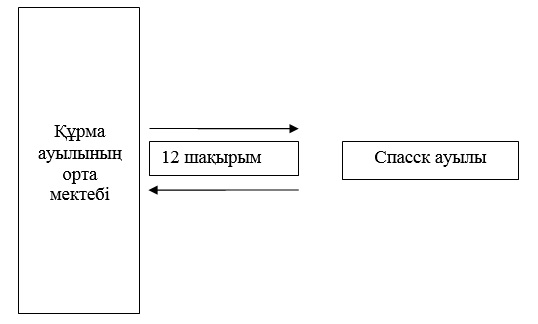 Құрма
ауылының
орта
мектебі
12 шақырым
Спасск ауылы